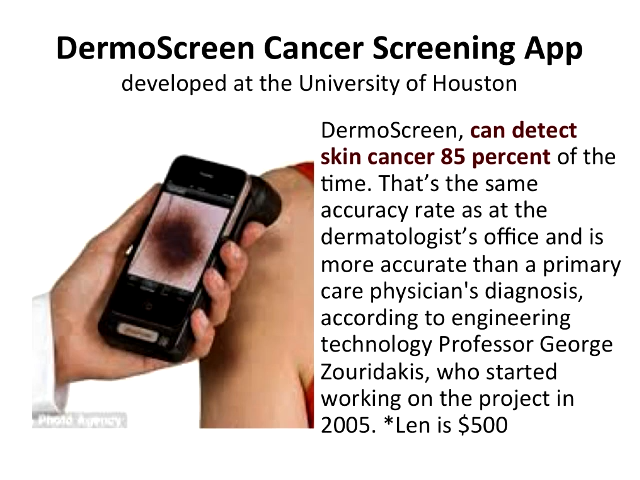 DermoScreen Cancer Screening App
developed at the University of Houston
DermoScreen, can detect
skin cancer 85 percent of the
time. That's the same
accuracy rate as at the
dermatologist's office and is
more accurate than a primary
care physician's diagnosis,
according to engineering
technology Professor George
Zouridakis, who started
working on the project in
2005. *Len is $500
Photo Agency